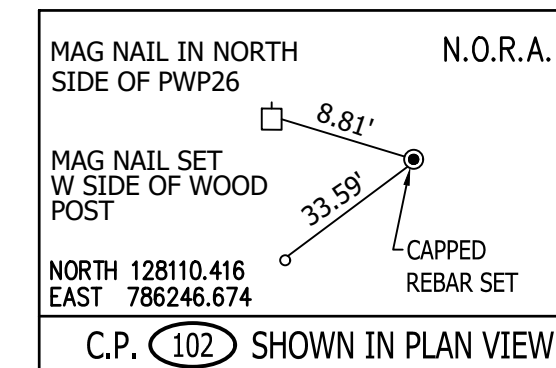 MAG NAIL IN NORTH
SIDE OF PWP26
N.O.R.A.
8.81'
MAG NAIL SET
W SIDE OF WOOD
POST
33.59'
CAPPED
REBAR SET
NORTH 128110.416
EAST 786246.674
C.P. 102 SHOWN IN PLAN VIEW